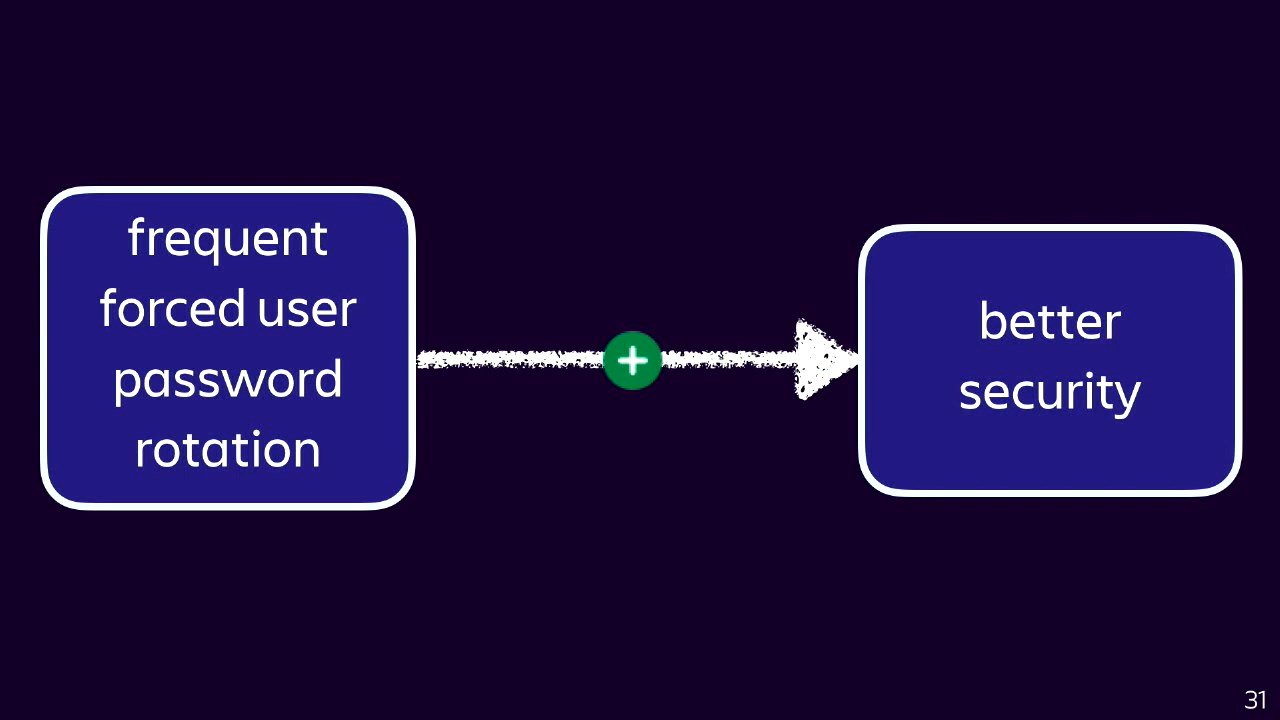 frequent
forced user
password
rotation
+
better
security
31